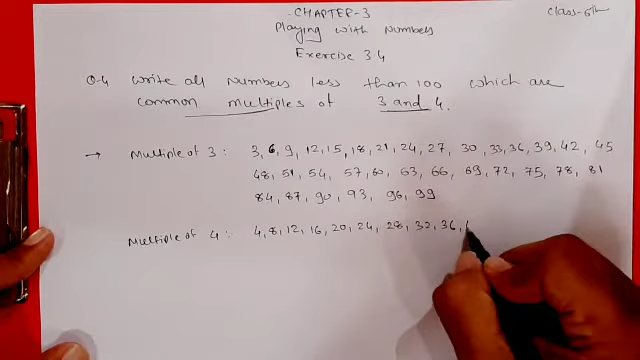 CHAPTER-3
Class-6th
Playing with Numbers
Exercise 3.4
Q.4 Write all Numbers less than 100 which are
common multiples of 3 and 4.
→ Multiple of 3 : 3, 6, 9, 12, 15, 18, 21, 24, 27, 30, 33, 36, 39, 42, 45
48, 51, 54, 57, 60, 63, 66, 69, 72, 75, 78, 81
84, 87, 90, 93, 96, 99
Multiple of 4 : 4, 8, 12, 16, 20, 24, 28, 32, 36,